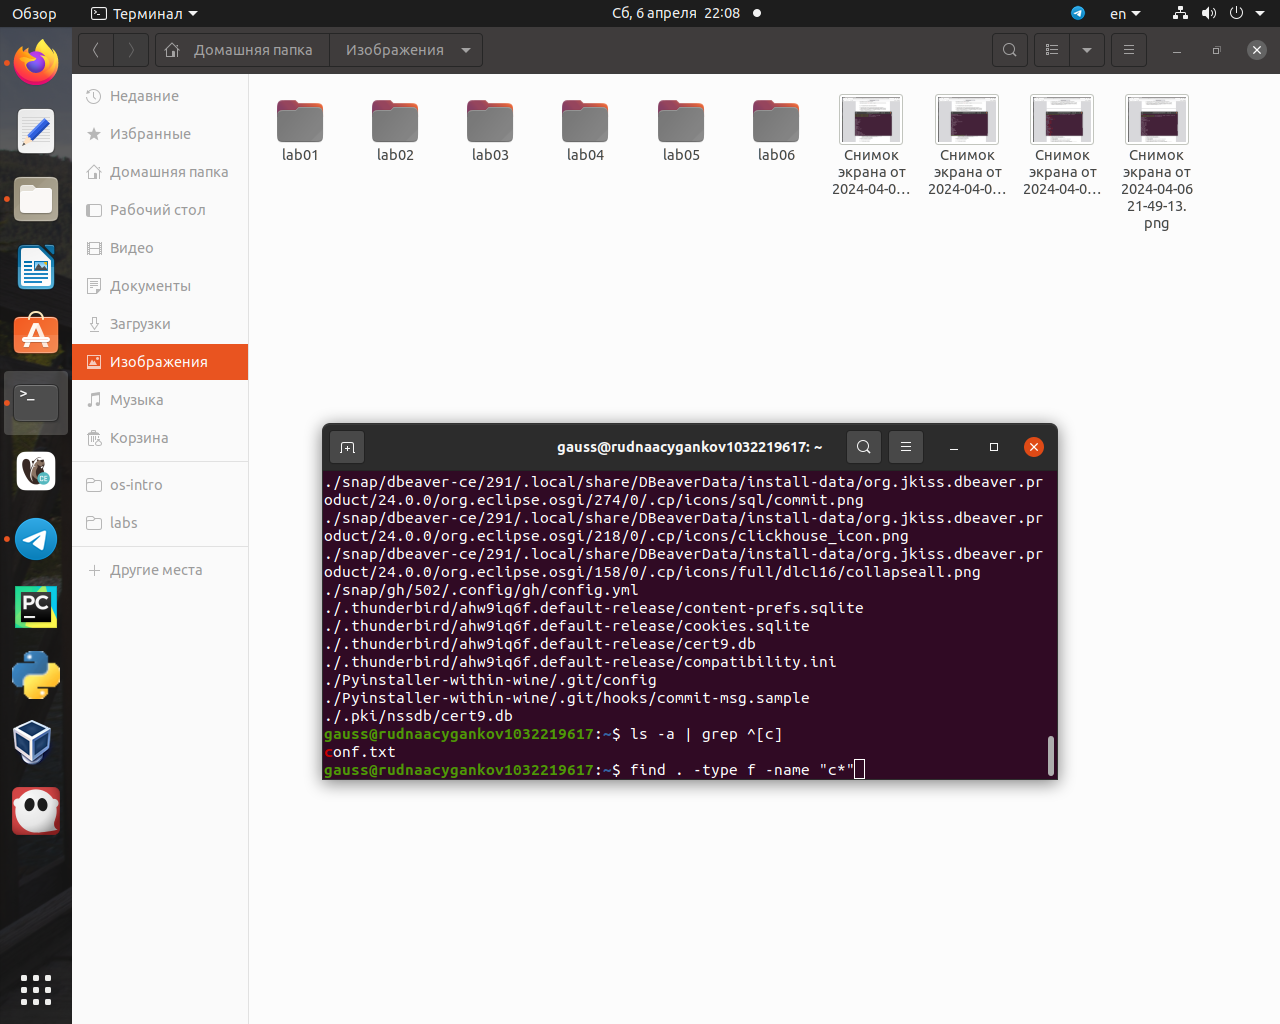 Обзор
Терминал
Сб, 6 апреля 22:08
en
Домашняя папка
Изображения
Недавние
Избранные
Домашняя папка
Рабочий стол
Видео
Документы
Загрузки
Изображения
Музыка
Корзина
os-intro
labs
Другие места
lab01
lab02
lab03
lab04
lab05
lab06
Снимок
экрана от
2024-04-0…
Снимок
экрана от
2024-04-0…
Снимок
экрана от
2024-04-0…
Снимок
экрана от
2024-04-06
21-49-13.
png
gauss@rudnaacygankov1032219617: ~
./snap/dbeaver-ce/291/.local/share/DBeaverData/install-data/org.jkiss.dbeaver.pr
oduct/24.0.0/org.eclipse.osgi/274/0/.cp/icons/sql/commit.png
./snap/dbeaver-ce/291/.local/share/DBeaverData/install-data/org.jkiss.dbeaver.pr
oduct/24.0.0/org.eclipse.osgi/218/0/.cp/icons/clickhouse_icon.png
./snap/dbeaver-ce/291/.local/share/DBeaverData/install-data/org.jkiss.dbeaver.pr
oduct/24.0.0/org.eclipse.osgi/158/0/.cp/icons/full/dlcl16/collapseall.png
./snap/gh/502/.config/gh/config.yml
./.thunderbird/ahw9iq6f.default-release/content-prefs.sqlite
./.thunderbird/ahw9iq6f.default-release/cookies.sqlite
./.thunderbird/ahw9iq6f.default-release/cert9.db
./.thunderbird/ahw9iq6f.default-release/compatibility.ini
./Pyinstaller-within-wine/.git/config
./Pyinstaller-within-wine/.git/hooks/commit-msg.sample
./.pki/nssdb/cert9.db
gauss@rudnaacygankov1032219617:~$ ls -a | grep ^[c]
conf.txt
gauss@rudnaacygankov1032219617:~$ find . -type f -name "c*"